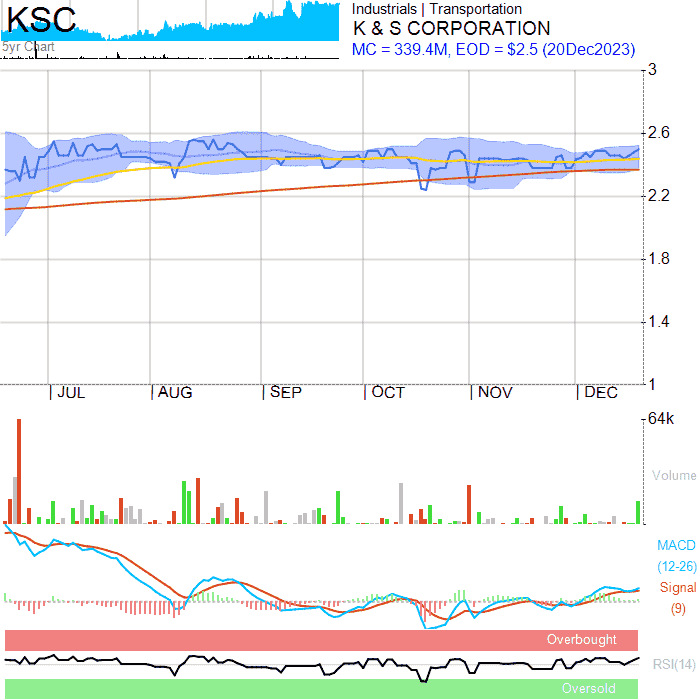 KSC
5yr Chart
Industrials | Transportation
K & S CORPORATION
MC = 339.4M, EOD = $2.5 (20Dec2023)
3
2.6
2.2
1.8
1.4
1
JUL AUG SEP OCT NOV DEC
64k
Volume
MACD
(12-26)
Signal
(9)
Overbought
RSI(14)
Oversold